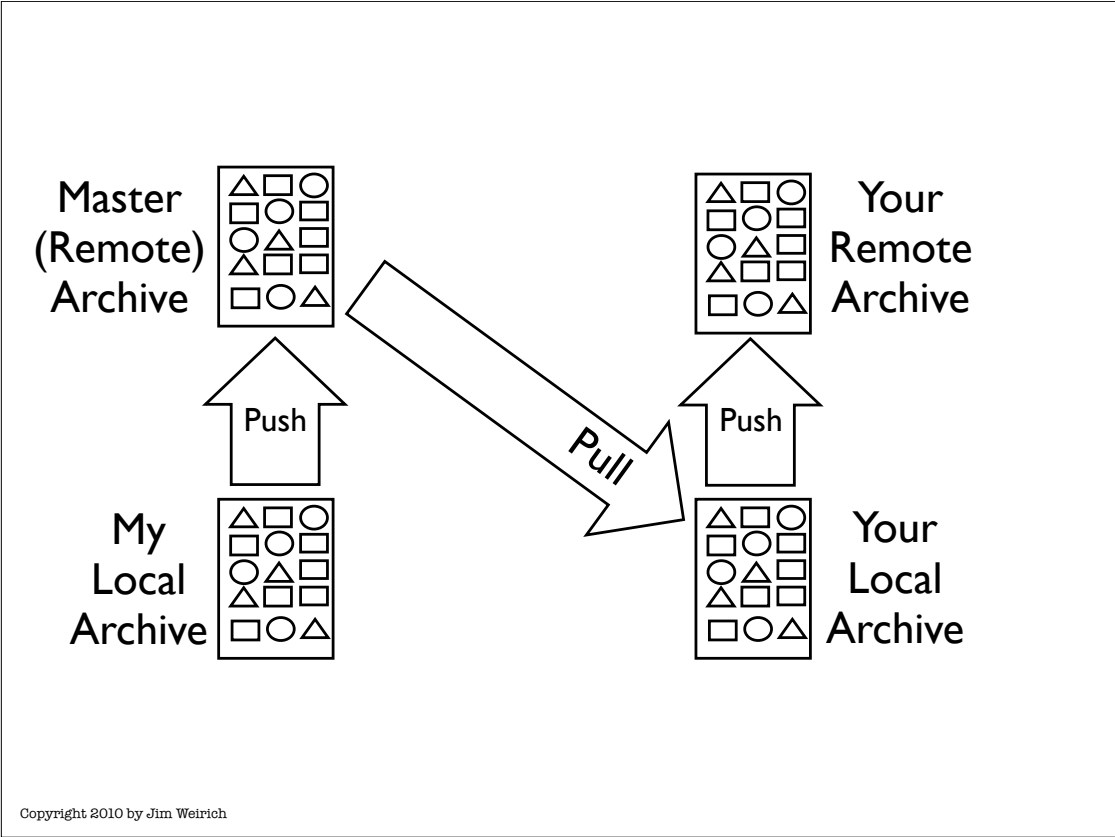 Master
(Remote)
Archive
Your
Remote
Archive
Push
Pull
Push
My
Local
Archive
Your
Local
Archive
Copyright 2010 by Jim Weirich